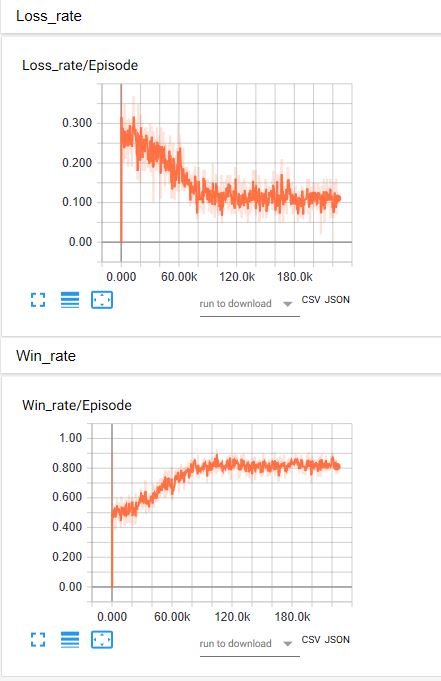 Loss_rate
Loss_rate/Episode
0.300
0.200
0.100
0.00
0.000 60.00k 120.0k 180.0k
run to download CSV JSON
Win_rate
Win_rate/Episode
1.00
0.800
0.600
0.400
0.200
0.00
0.000 60.00k 120.0k 180.0k
run to download CSV JSON